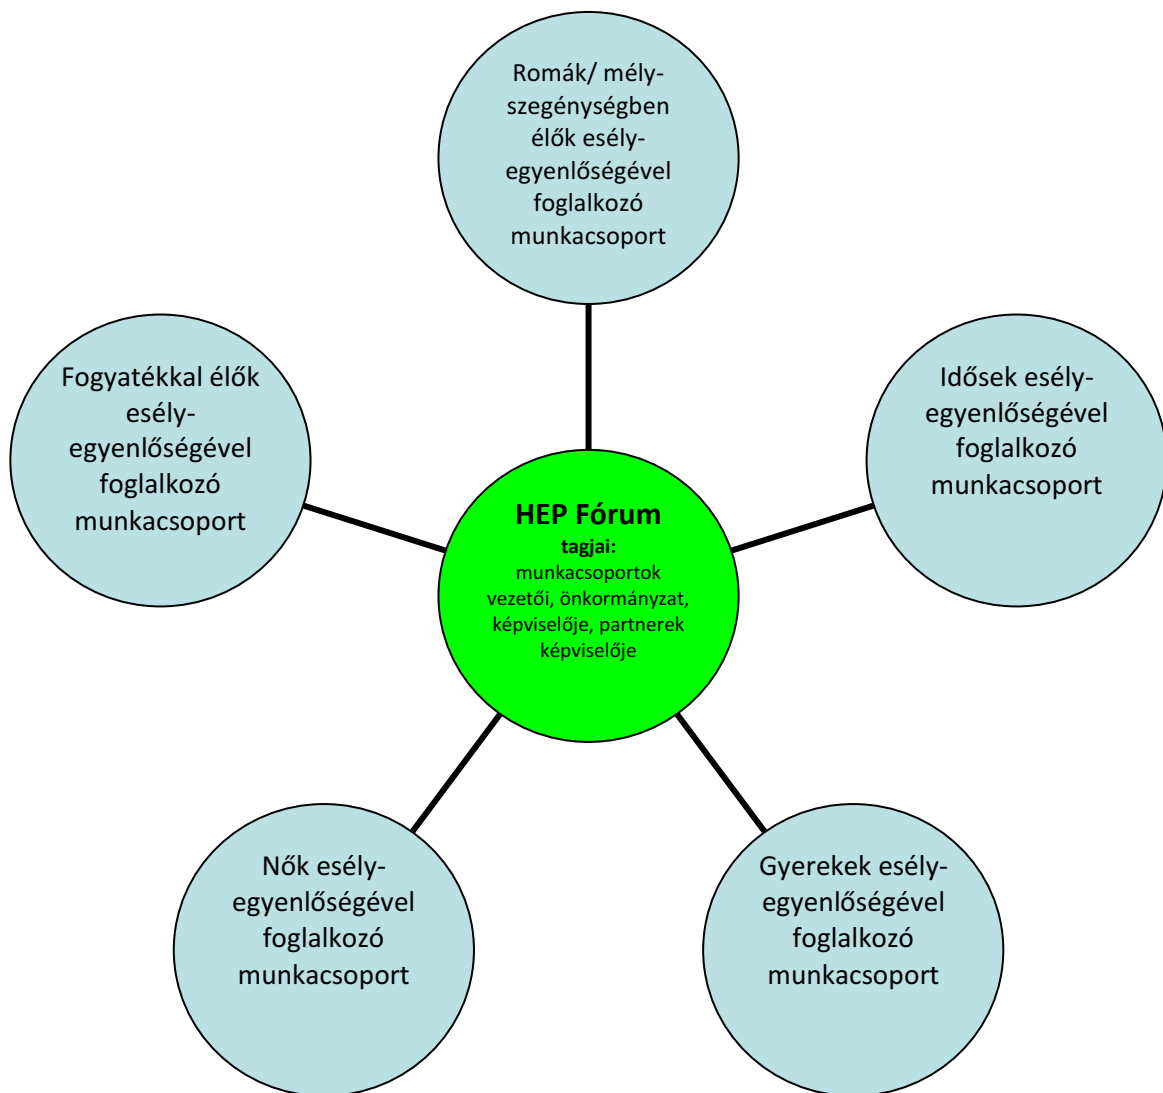 Romák/ mély-
szegénységben
élők esély-
egyenlőségével
foglalkozó
munkacsoport
Fogyatékkal élők
esély-
egyenlőségével
foglalkozó
munkacsoport
Idősek esély-
egyenlőségével
foglalkozó
munkacsoport
HEP Fórum
tagjai:
munkacsoportok
vezetői, önkormányzat,
képviselője, partnerek
képviselője
Nők esély-
egyenlőségével
foglalkozó
munkacsoport
Gyerekek esély-
egyenlőségével
foglalkozó
munkacsoport